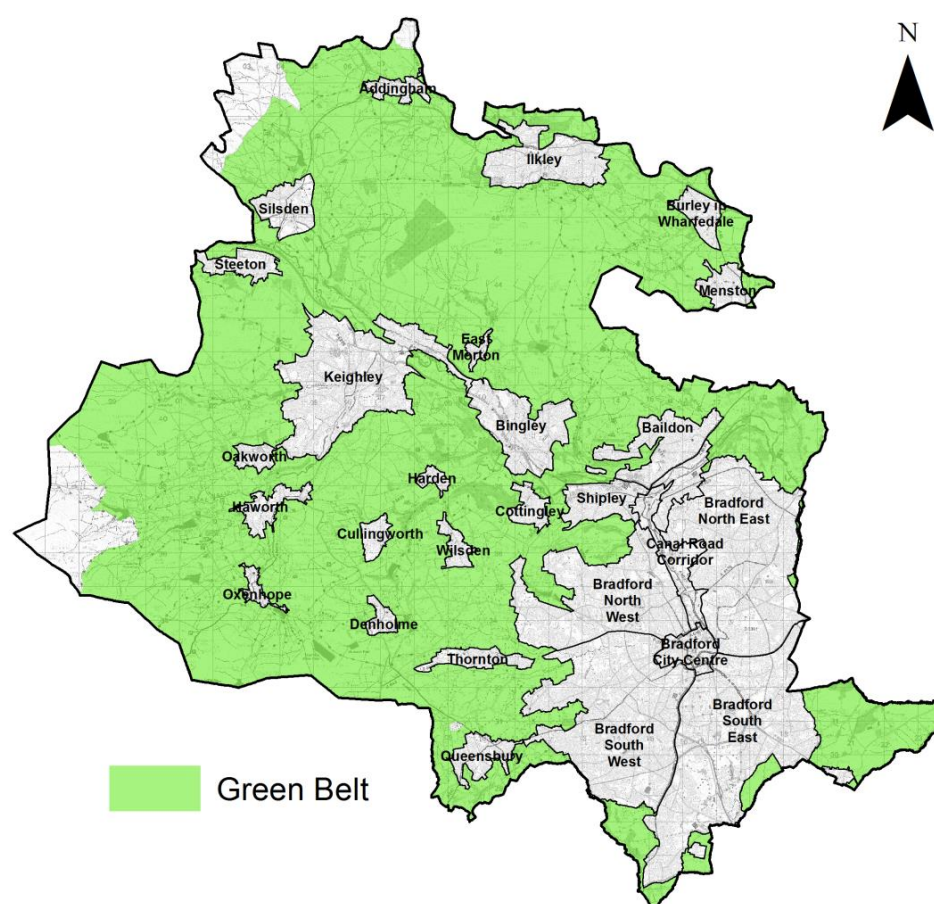 N
Addingham
Ilkley
Silsden
Burley in
Wharfedale
Steeton
Menston
East
Morton
Keighley
Bingley
Baildon
Oakworth
Harden
Shipley
Bradford
North East
Haworth
Cottingley
Cullingworth
Wilsden
Canal Road
Corridor
Oxenhope
Bradford
North
West
Denholme
Bradford
City Centre
Thornton
Bradford
South
East
Bradford
South
West
Queensbury
Green Belt